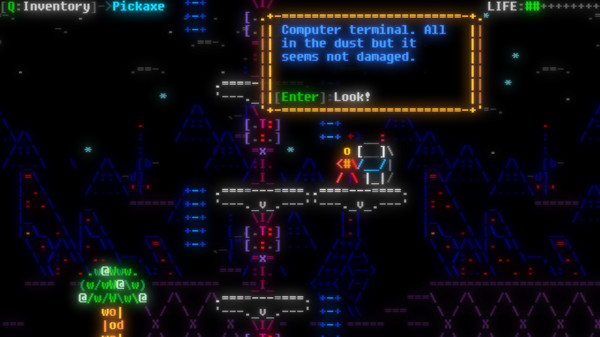 [Q:Inventory]->Pickaxe
LIFE:##++++++++
Computer terminal. All
in the dust but it
seems not damaged.
[Enter]:Look!